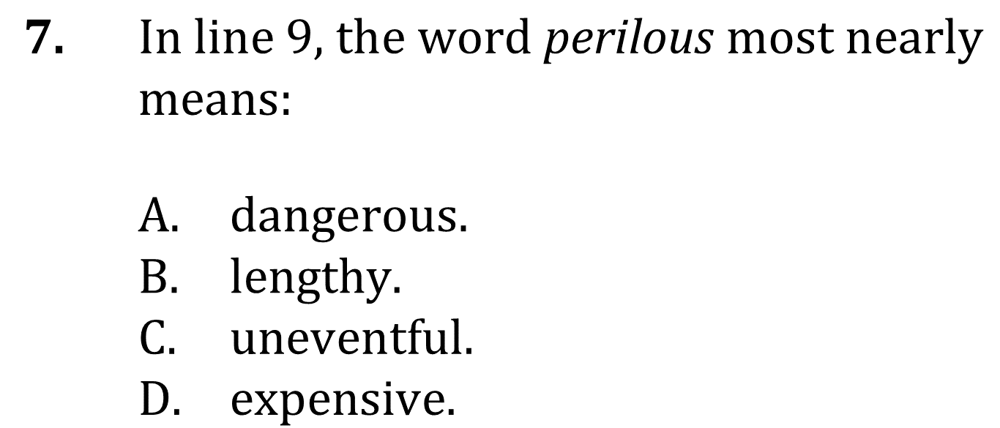 7. In line 9, the word perilous most nearly
means:
A. dangerous.
B. lengthy.
C. uneventful.
D. expensive.